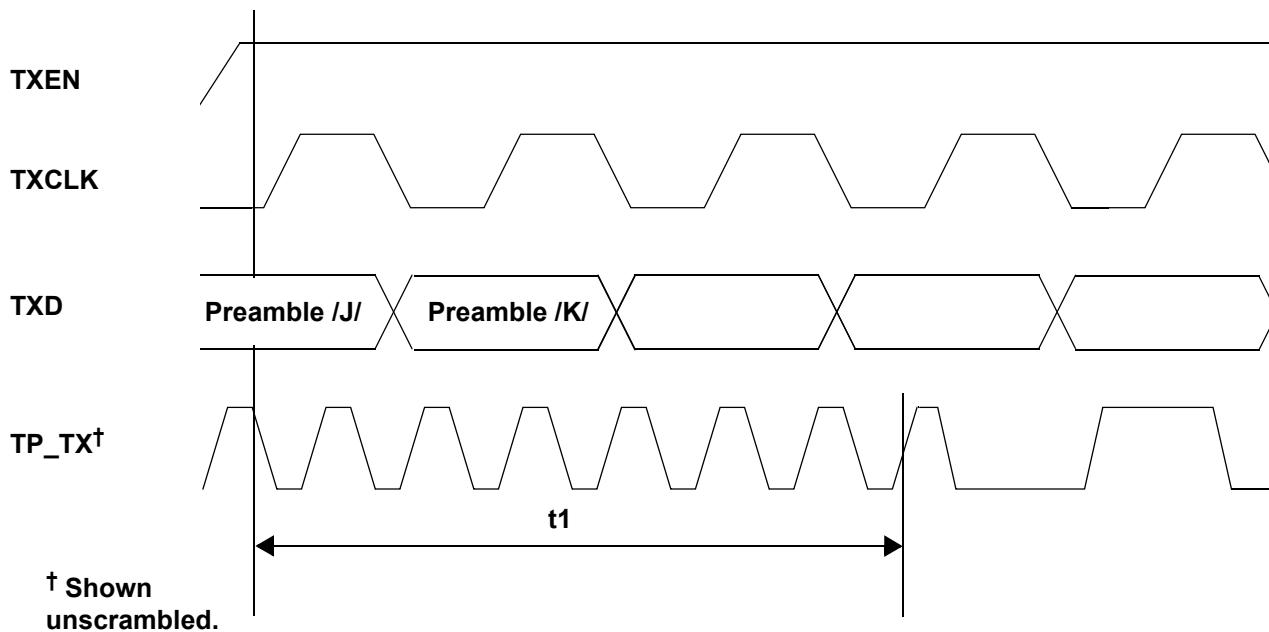 TXEN
TXCLK
TXD
Preamble /J/
Preamble /K/
TP_TX†
t1
† Shown
unscrambled.